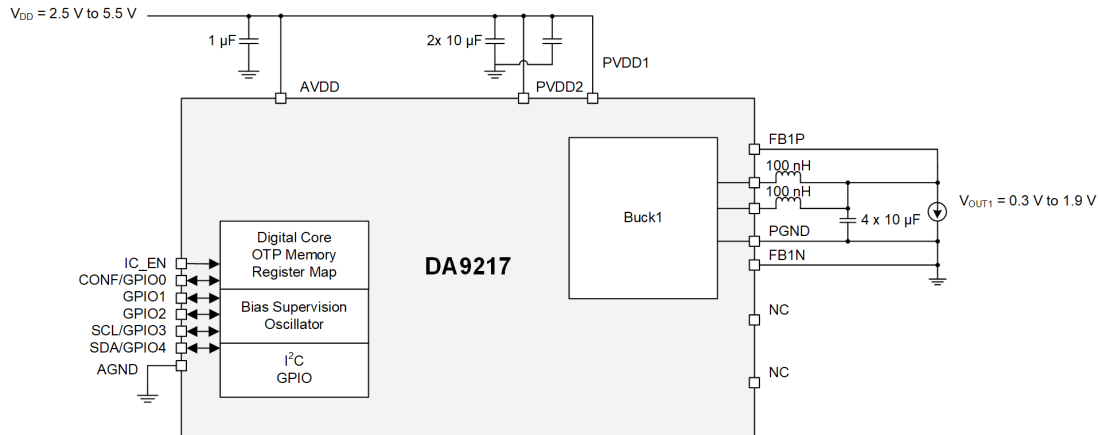 V_DD = 2.5 V to 5.5 V
1 µF
2x 10 µF
PVDD1
AVDD
PVDD2
FB1P
100 nH
100 nH
V_OUT1 = 0.3 V to 1.9 V
Buck1
4 x 10 µF
PGND
FB1N
Digital Core
OTP Memory
Register Map
DA9217
IC_EN
CONF/GPIO0
GPIO1
GPIO2
SCL/GPIO3
SDA/GPIO4
AGND
Bias Supervision
Oscillator
I²C
GPIO
NC
NC